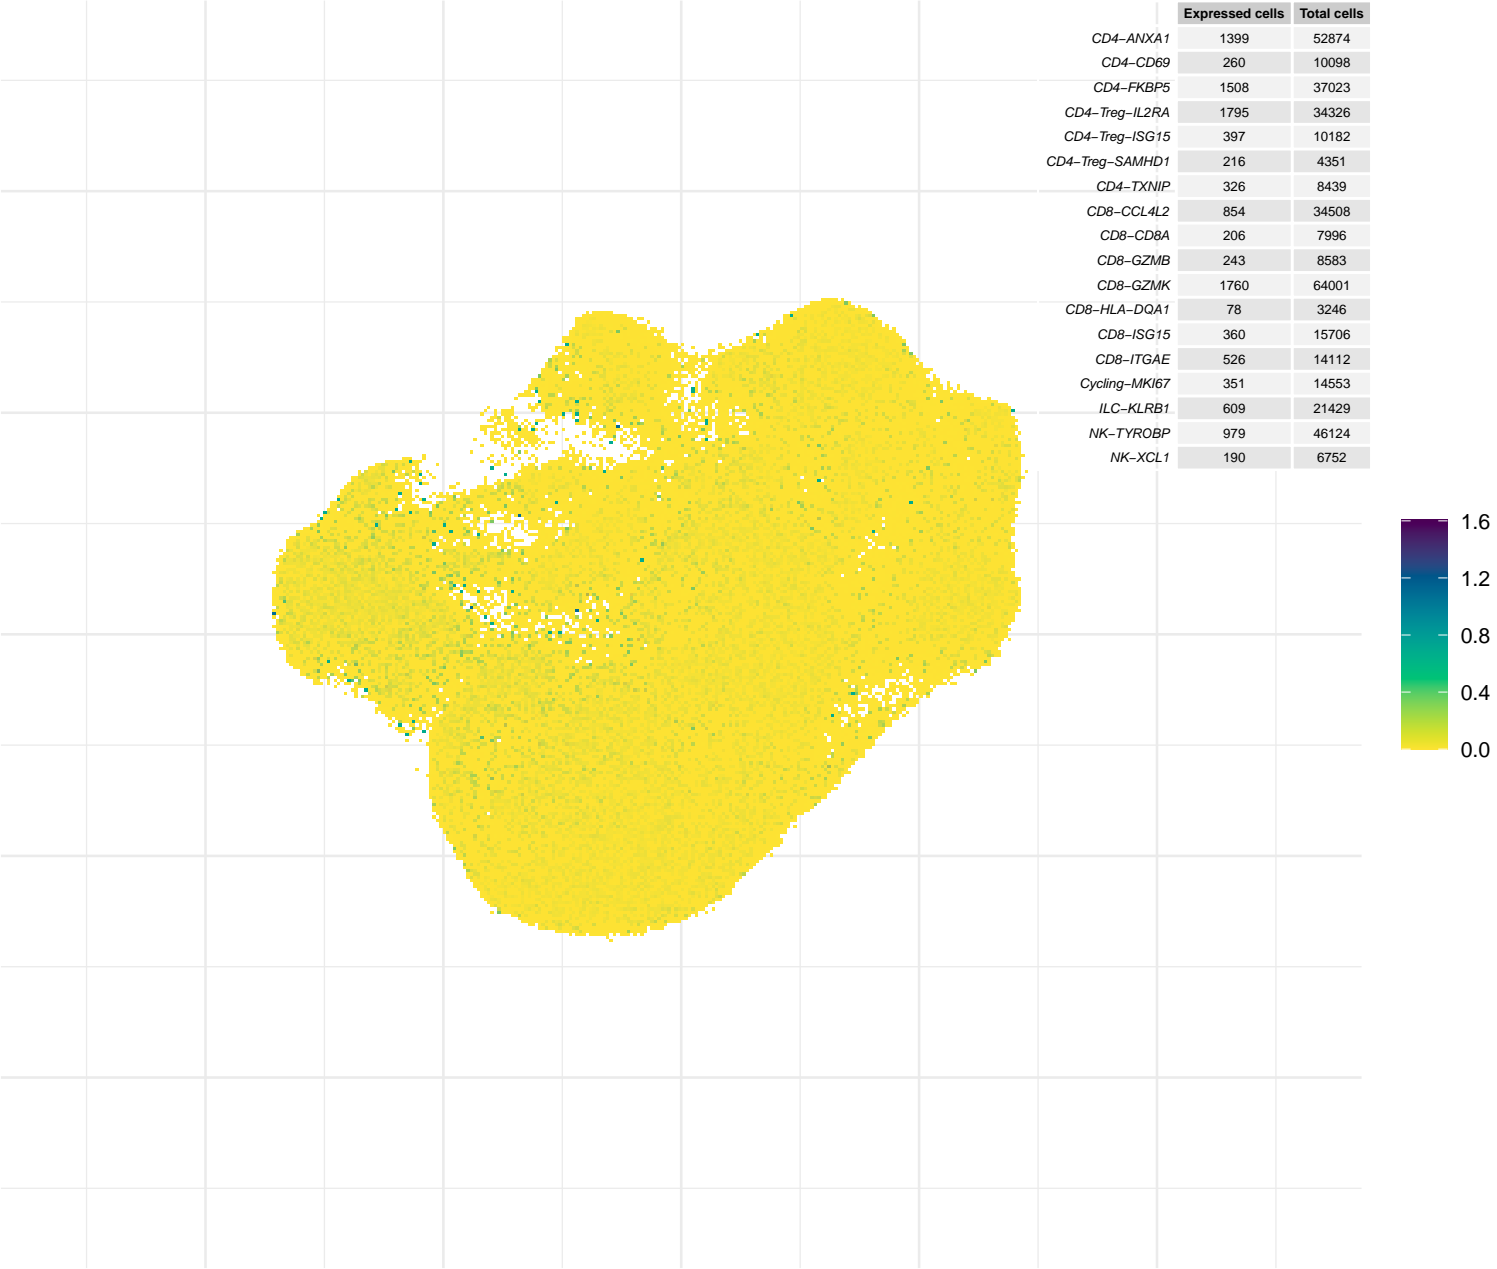 Expressed cells Total cells
CD4−ANXA1 1399 52874
CD4−CD69 260 10098
CD4−FKBP5 1508 37023
CD4−Treg−IL2RA 1795 34326
CD4−Treg−ISG15 397 10182
CD4−Treg−SAMHD1 216 4351
CD4−TXNIP 326 8439
CD8−CCL4L2 854 34508
CD8−CD8A 206 7996
CD8−GZMB 243 8583
CD8−GZMK 1760 64001
CD8−HLA−DQA1 78 3246
CD8−ISG15 360 15706
CD8−ITGAE 526 14112
Cycling−MKI67 351 14553
ILC−KLRB1 609 21429
NK−TYROBP 979 46124
NK−XCL1 190 6752
1.6
1.2
0.8
0.4
0.0